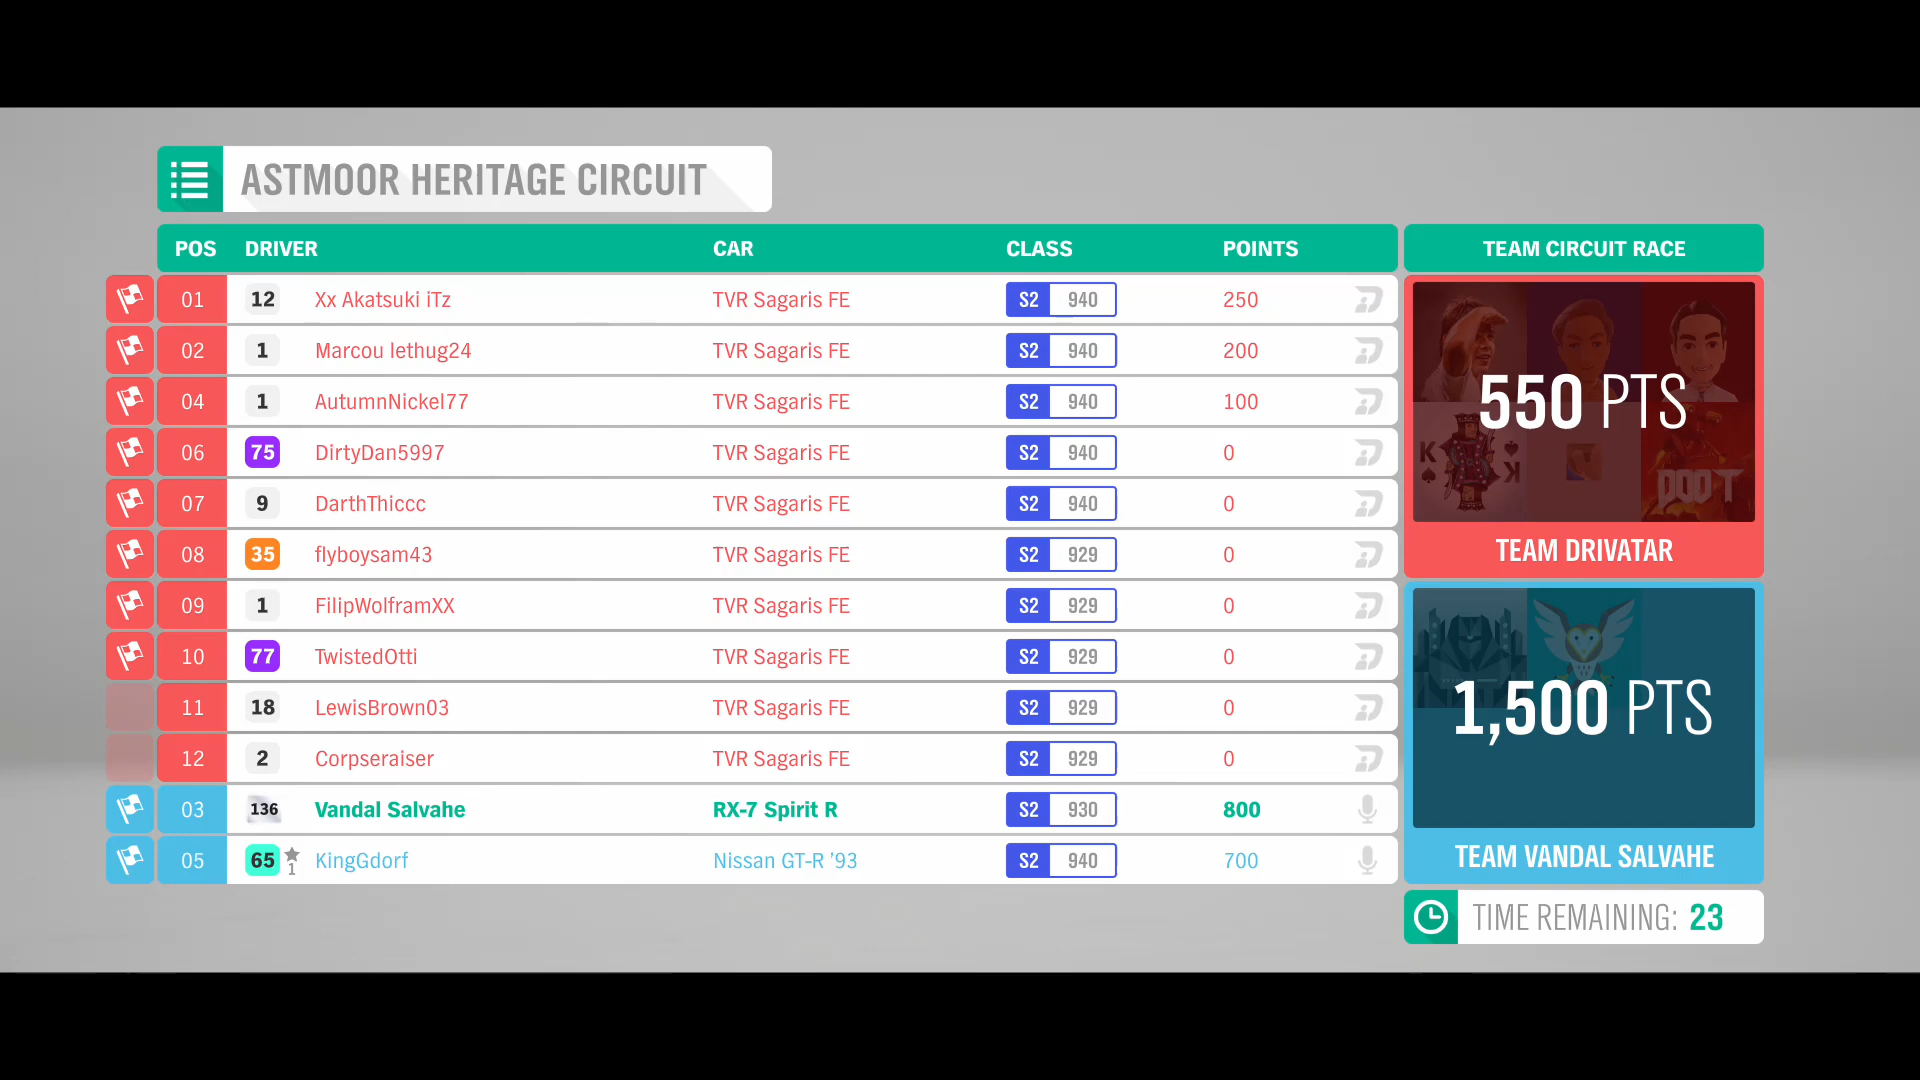 ASTMOOR HERITAGE CIRCUIT
POS DRIVER CAR CLASS POINTS
01 12 Xx Akatsuki iTz TVR Sagaris FE S2 940 250
02 1 Marcou lethug24 TVR Sagaris FE S2 940 200
04 1 AutumnNickel77 TVR Sagaris FE S2 940 100
06 75 DirtyDan5997 TVR Sagaris FE S2 940 0
07 9 DarthThiccc TVR Sagaris FE S2 940 0
08 35 flyboysam43 TVR Sagaris FE S2 929 0
09 1 FilipWolframXX TVR Sagaris FE S2 929 0
10 77 TwistedOtti TVR Sagaris FE S2 929 0
11 18 LewisBrown03 TVR Sagaris FE S2 929 0
12 2 Corpseraiser TVR Sagaris FE S2 929 0
03 136 Vandal Salvahe RX-7 Spirit R S2 930 800
05 65 1 KingGdorf Nissan GT-R '93 S2 940 700
TEAM CIRCUIT RACE
550 PTS
K K
TEAM DRIVATAR
1,500 PTS
TEAM VANDAL SALVAHE
TIME REMAINING: 23